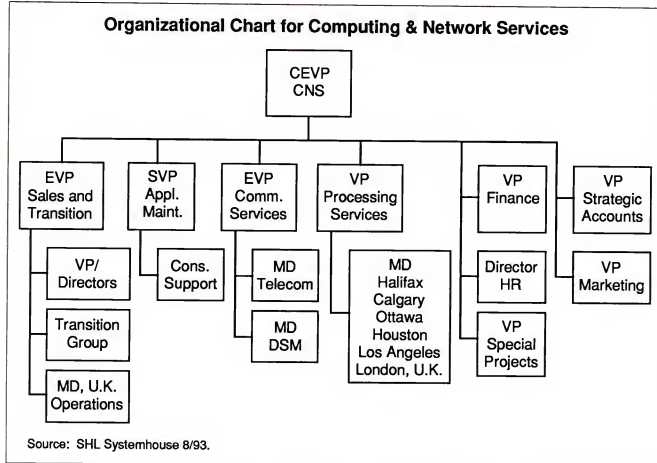 Organizational Chart for Computing & Network Services
CEVP
CNS
EVP
Sales and
Transition
SVP
Appl.
Maint.
EVP
Comm.
Services
VP
Processing
Services
VP
Finance
VP
Strategic
Accounts
VP/
Directors
Transition
Group
MD, U.K.
Operations
Cons.
Support
MD
Telecom
MD
DSM
MD
Halifax
Calgary
Ottawa
Houston
Los Angeles
London, U.K.
Director
HR
VP
Special
Projects
VP
Marketing
Source: SHL Systemhouse 8/93.